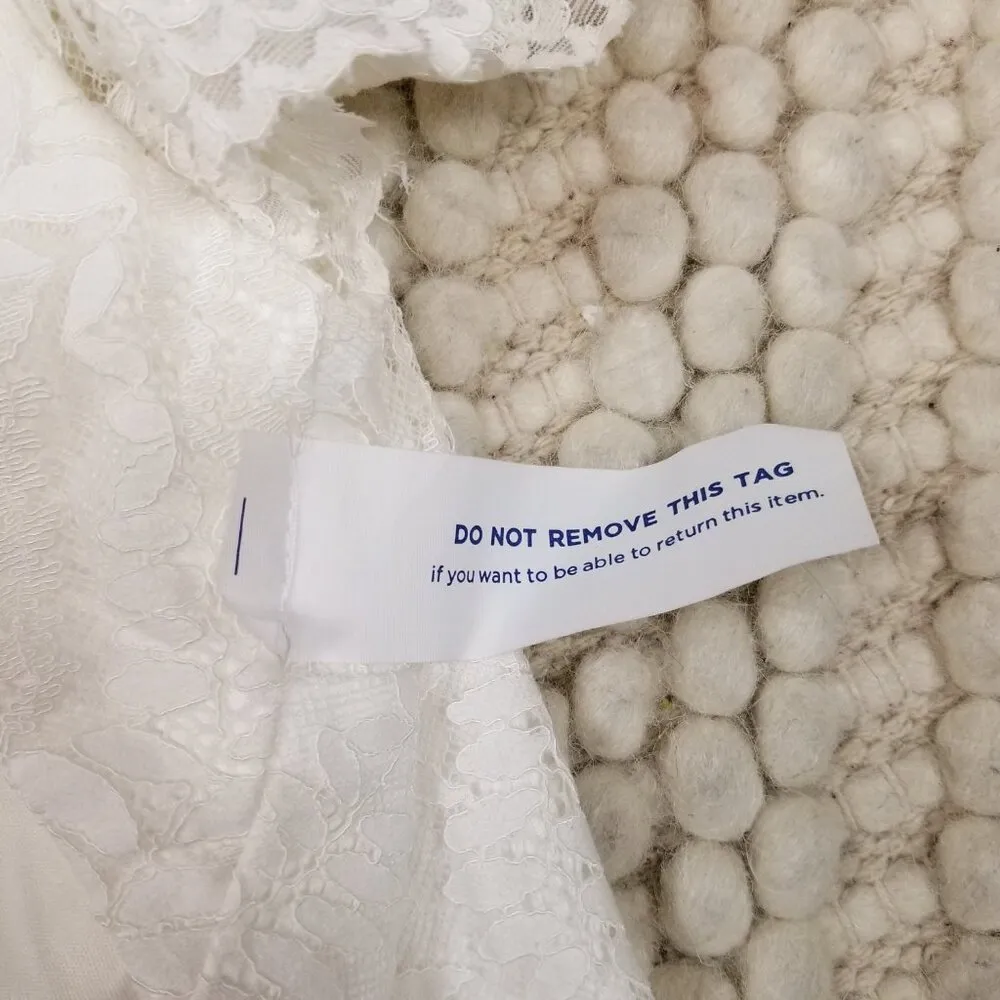 DO NOT REMOVE THIS TAG
if you want to be able to return this item.